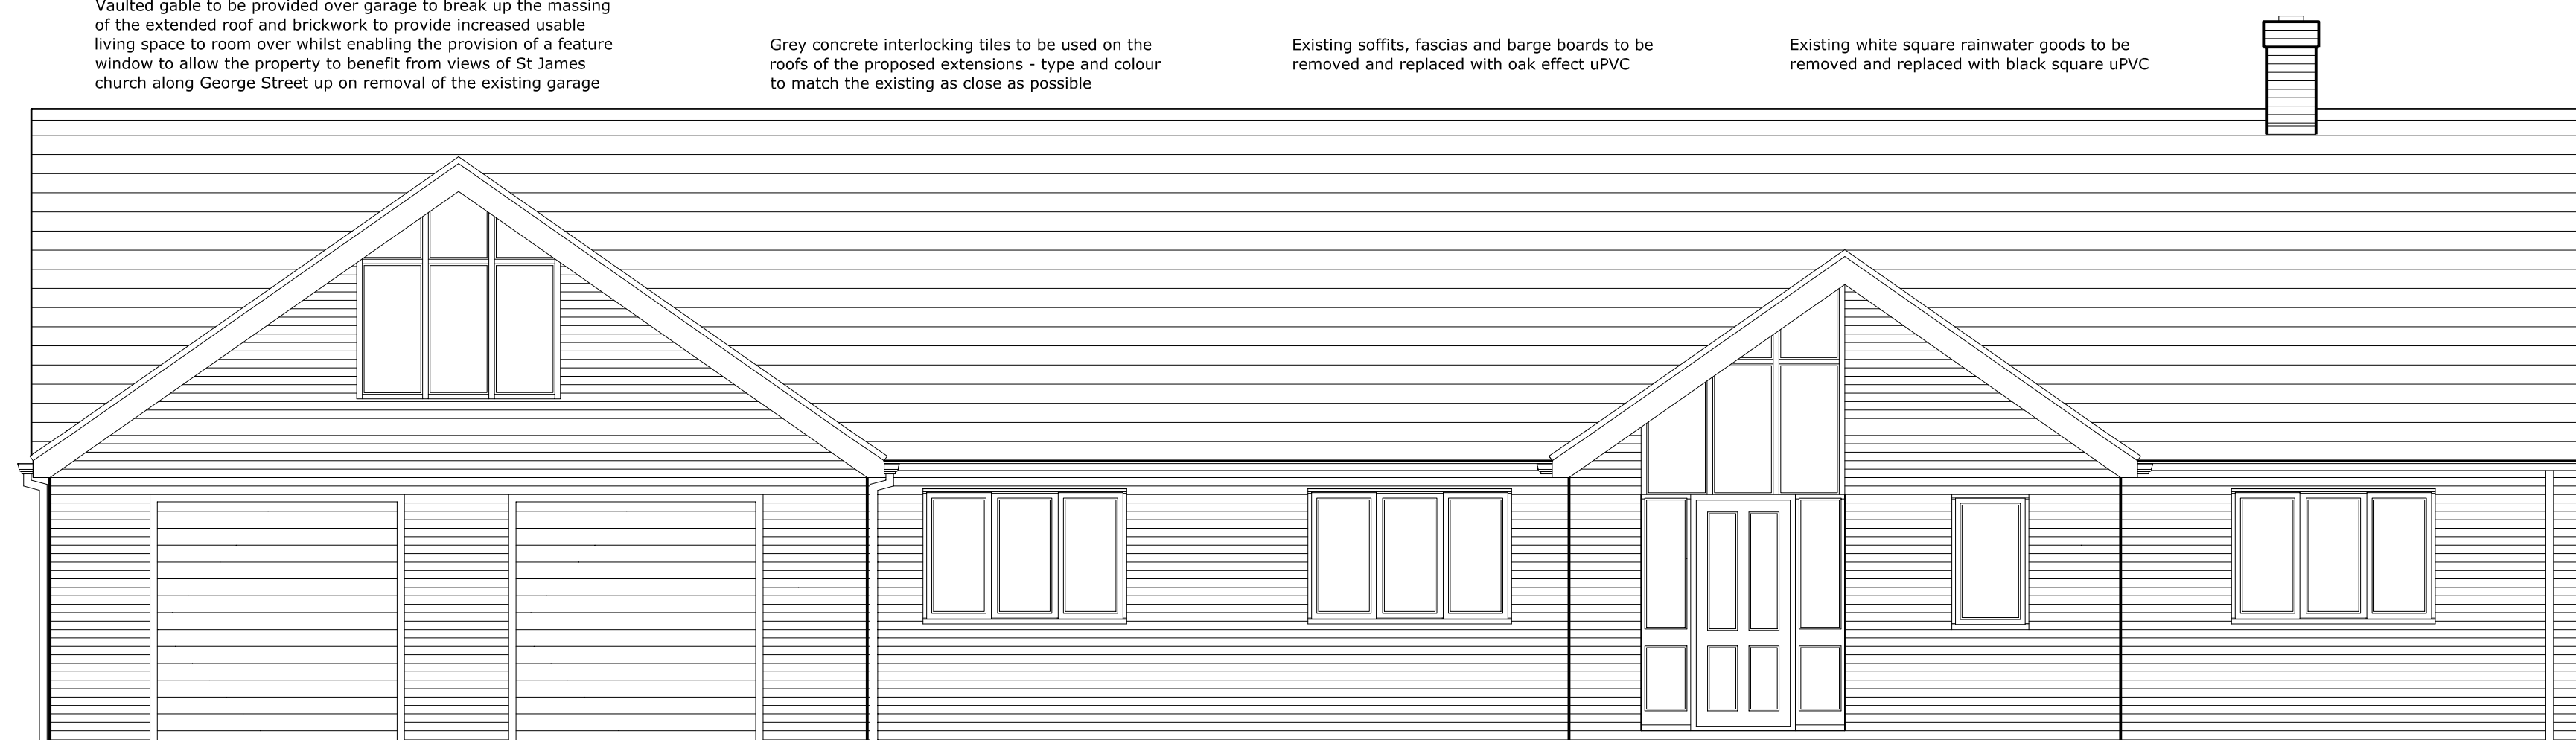 Vaulted gable to be provided over garage to break up the massing
of the extended roof and brickwork to provide increased usable
living space to room over whilst enabling the provision of a feature
window to allow the property to benefit from views of St James
church along George Street up on removal of the existing garage
Grey concrete interlocking tiles to be used on the
roofs of the proposed extensions - type and colour
to match the existing as close as possible
Existing soffits, fascias and barge boards to be
removed and replaced with oak effect uPVC
Existing white square rainwater goods to be
removed and replaced with black square uPVC